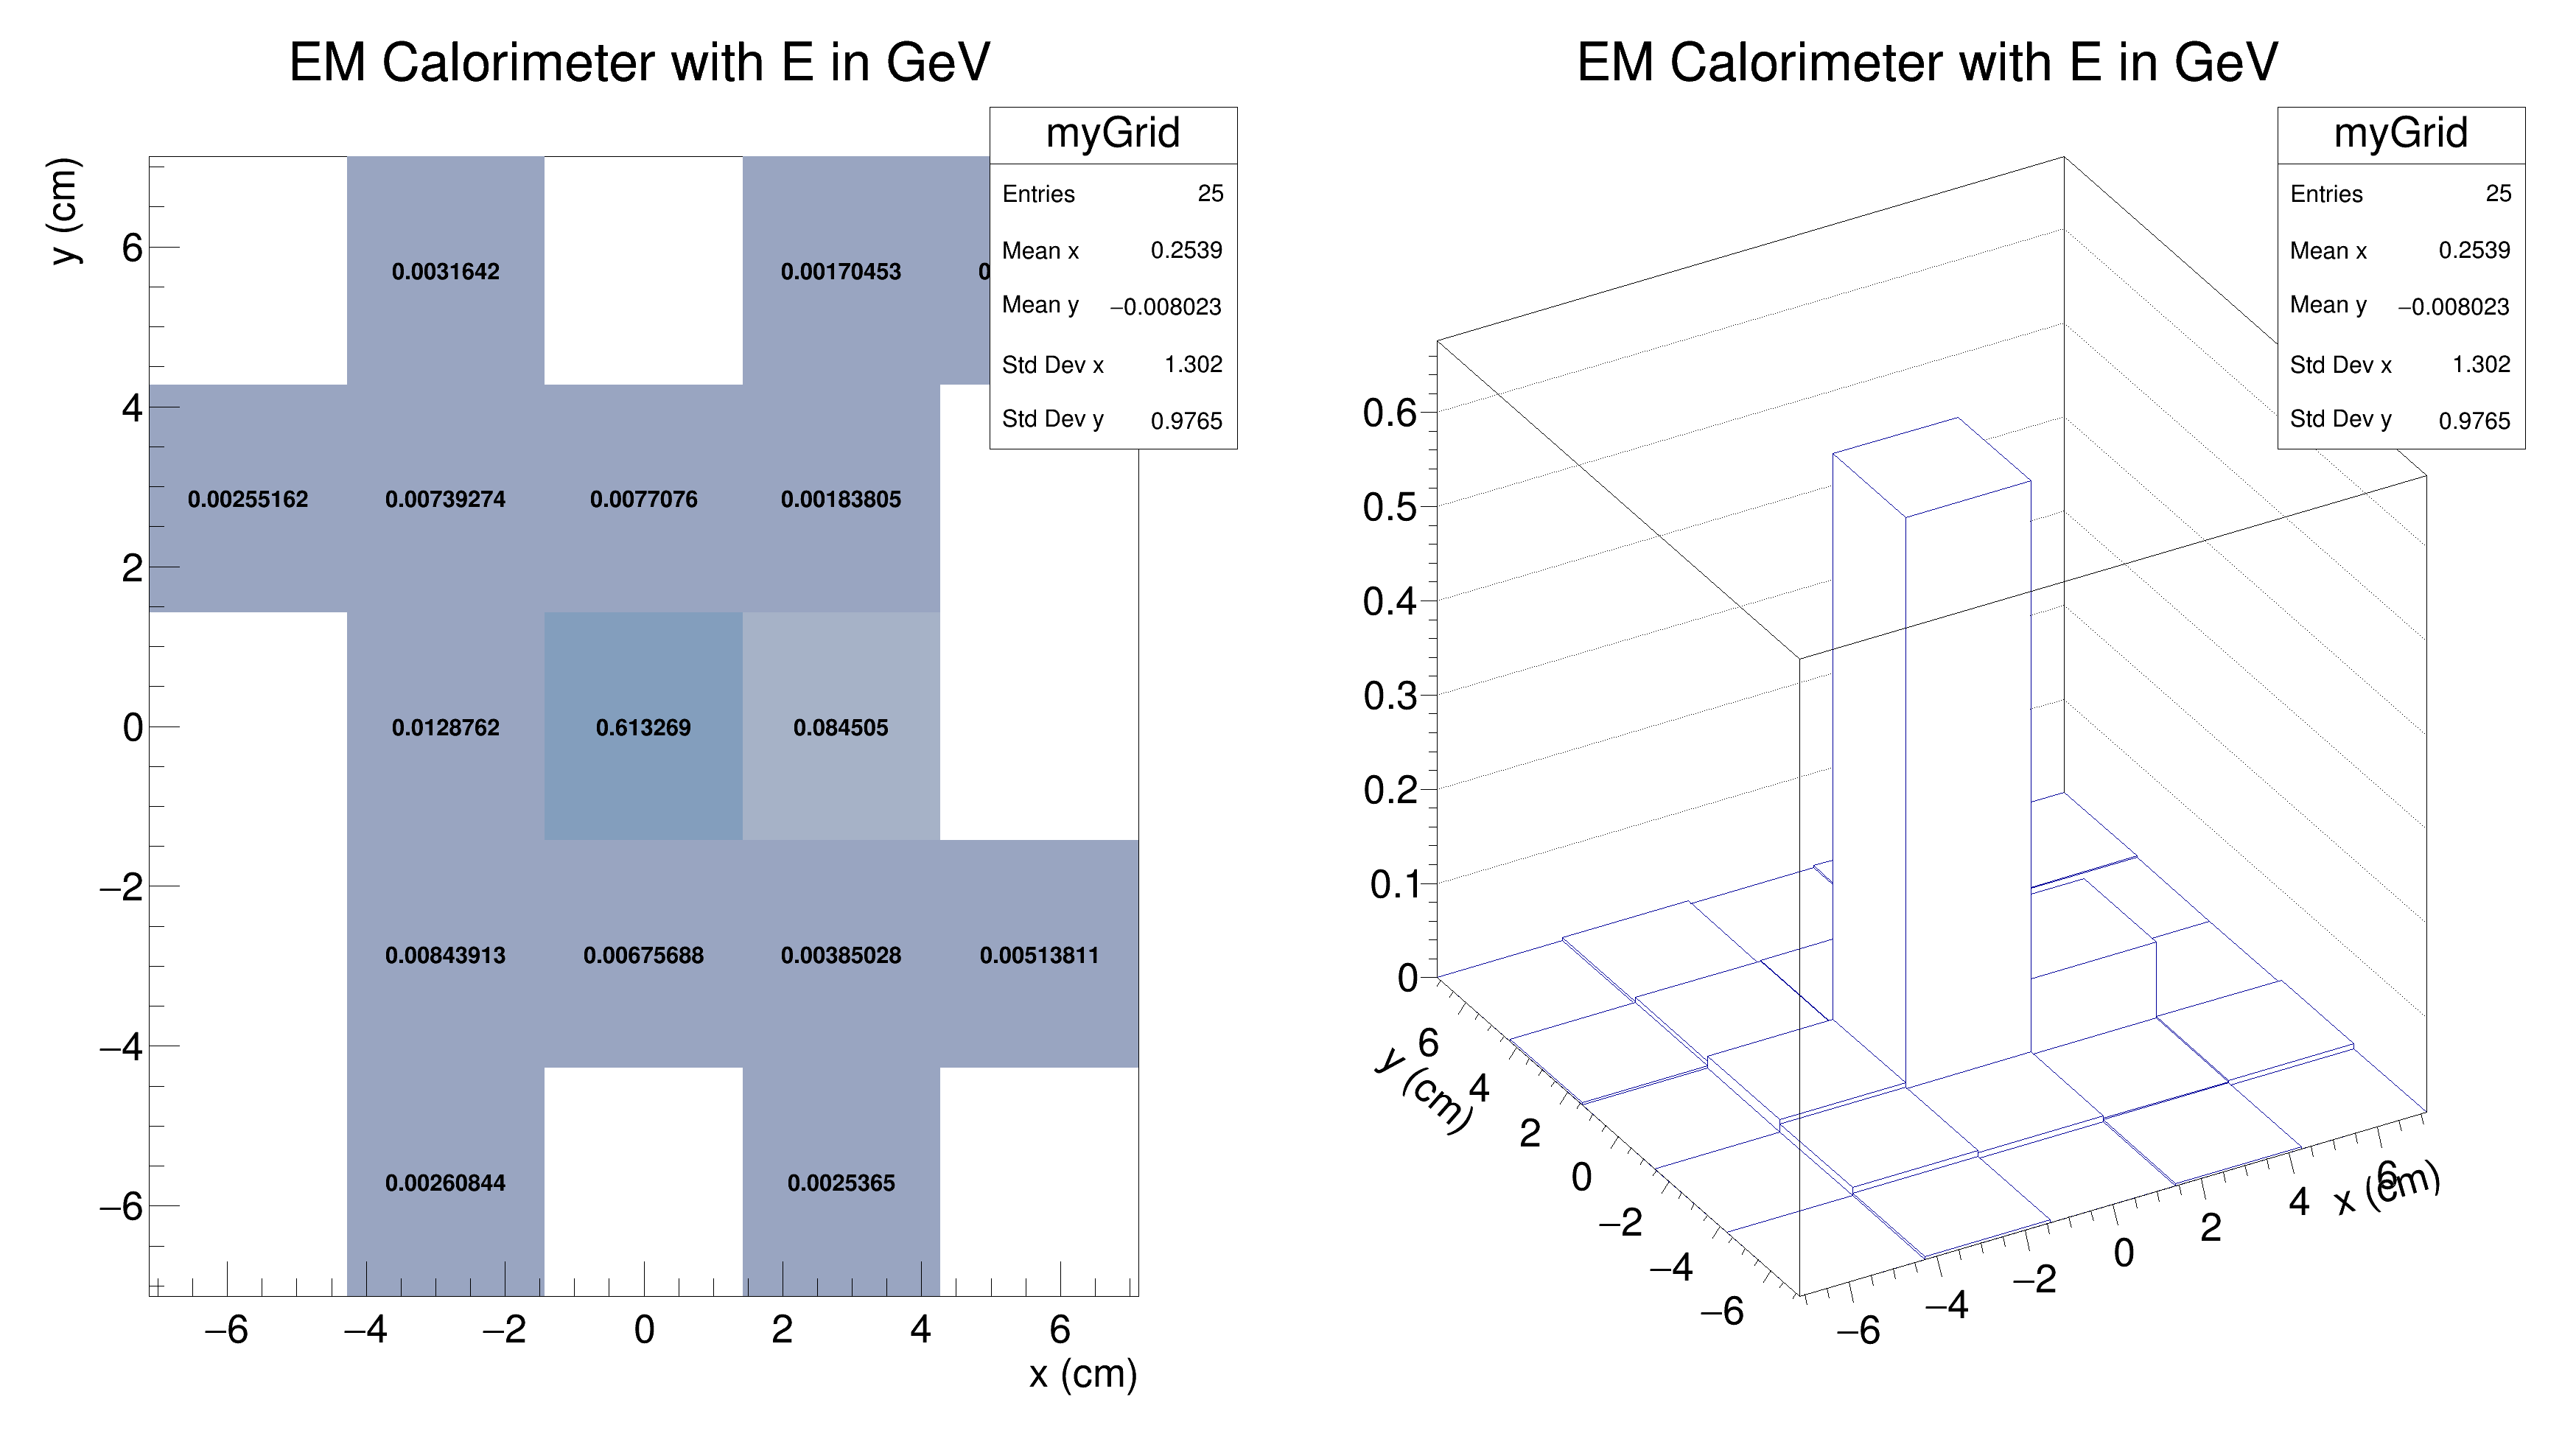 EM Calorimeter with E in GeV
myGrid
Entries 25
Mean x 0.2539
Mean y −0.008023
Std Dev x 1.302
Std Dev y 0.9765
y (cm)
6
4
2
0
−2
−4
−6
0.0031642 0.00170453 0
0.00255162 0.00739274 0.0077076 0.00183805
0.0128762 0.613269 0.084505
0.00843913 0.00675688 0.00385028 0.00513811
0.00260844 0.0025365
−6 −4 −2 0 2 4 6
x (cm)
EM Calorimeter with E in GeV
myGrid
Entries 25
Mean x 0.2539
Mean y −0.008023
Std Dev x 1.302
Std Dev y 0.9765
0.6
0.5
0.4
0.3
0.2
0.1
0
y (cm)
6
4
2
0
−2
−4
−6
−6 −4 −2 0 2 4 6
x (cm)